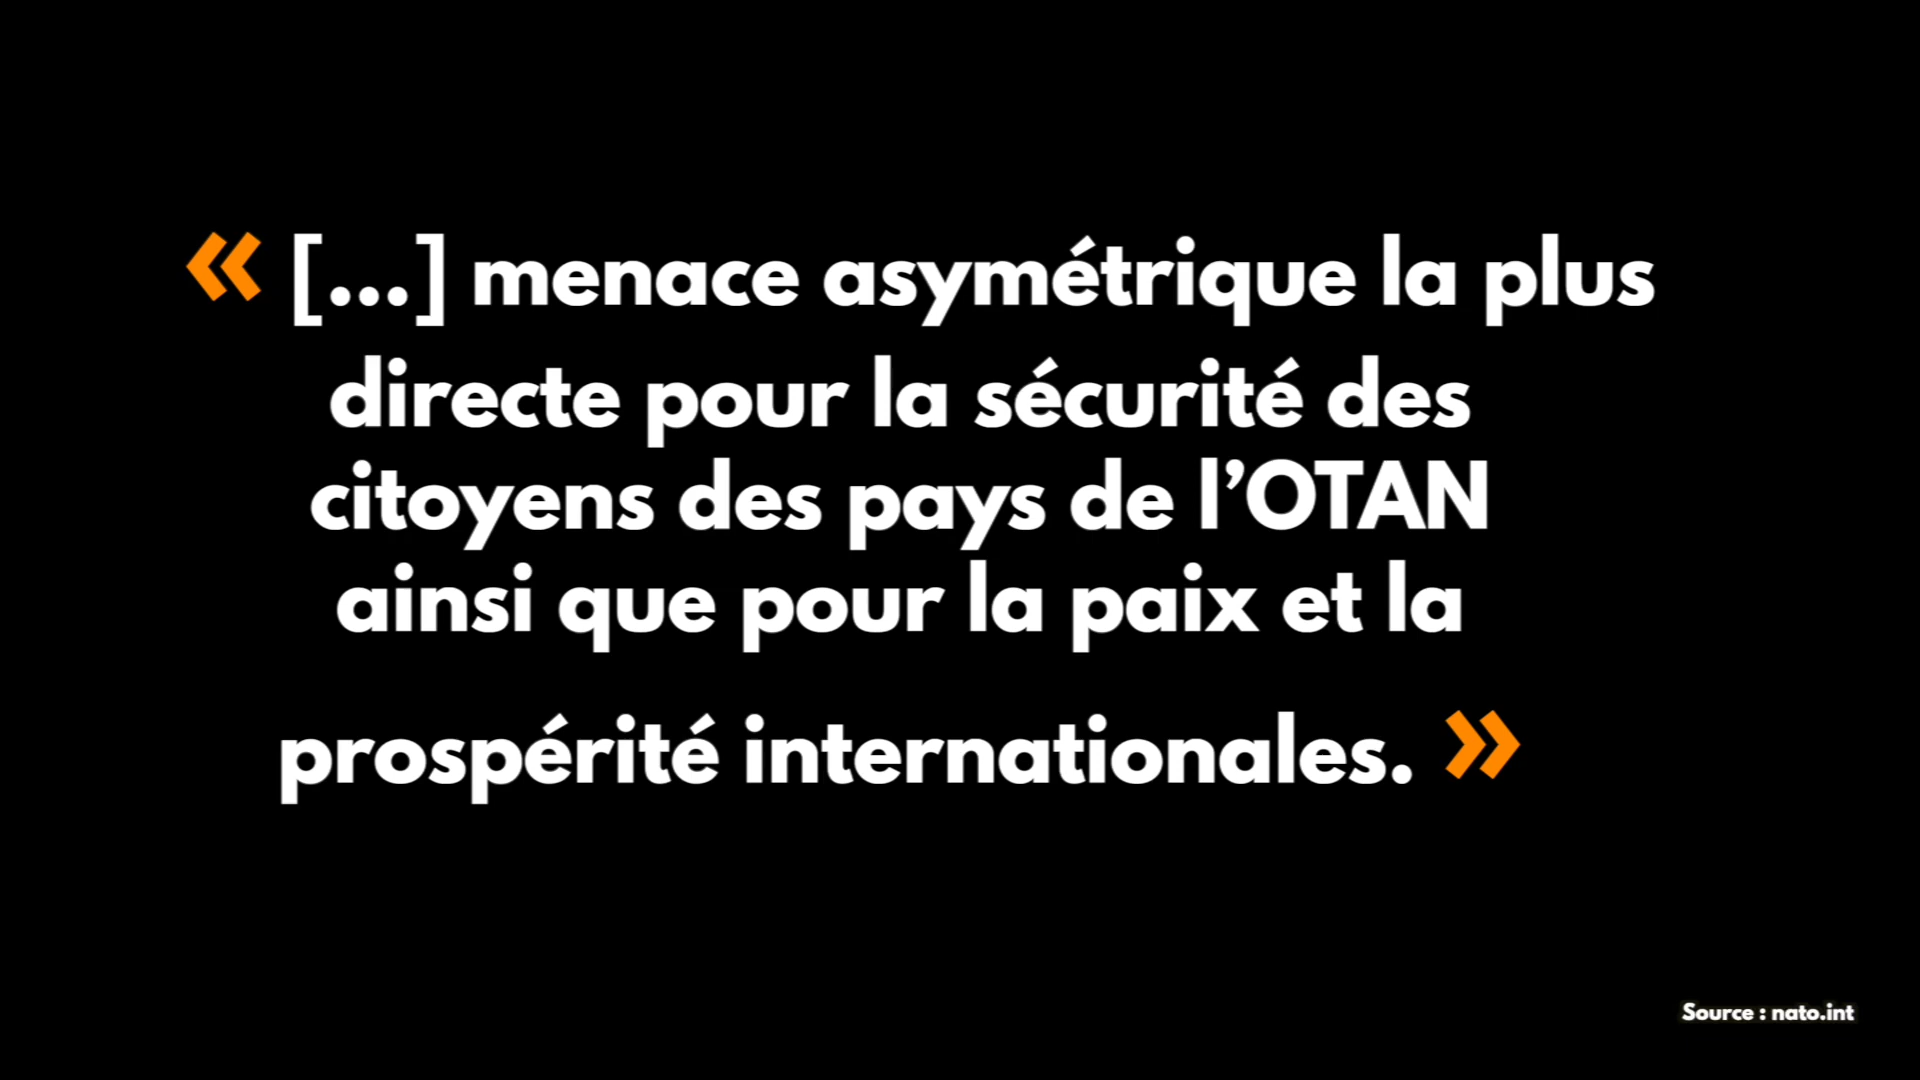 « [...] menace asymétrique la plus
directe pour la sécurité des
citoyens des pays de l’OTAN
ainsi que pour la paix et la
prospérité internationales. »
Source : nato.int